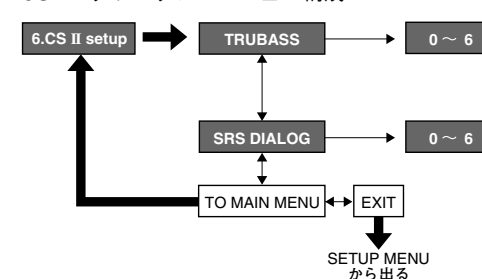 6.CS II setup
TRUBASS
0～6
SRS DIALOG
0～6
TO MAIN MENU
EXIT
SETUP MENU
から出る